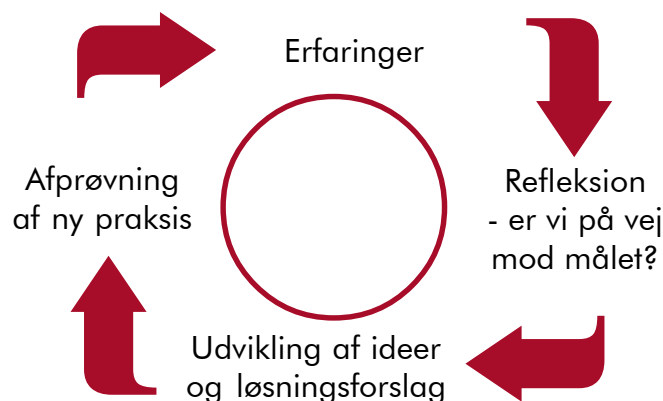 Erfaringer
Refleksion
- er vi på vej
mod målet?
Udvikling af ideer
og løsningsforslag
Afprøvning
af ny praksis